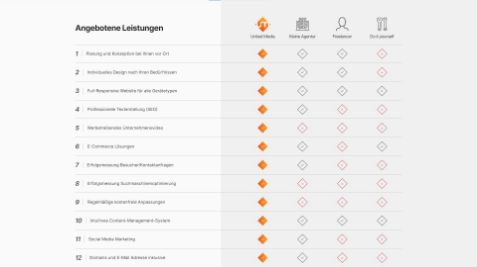 Angebotene Leistungen
United Media
Kleine Agentur
Freelancer
Do it yourself
1 Planung und Konzeption bei Ihnen vor Ort
2 Individuelles Design nach Ihren Bedürfnissen
3 Full Responsive Website für alle Gerätetypen
4 Professionelle Texterstellung (SEO)
5 Werbewirksames Unternehmensvideo
6 E-Commerce Lösungen
7 Erfolgsmessung Besucher/Kontaktanfragen
8 Erfolgsmessung Suchmaschinenoptimierung
9 Regelmäßige kostenfreie Anpassungen
10 Intuitives Content-Management-System
11 Social Media Marketing
12 Domains und E-Mail Adresse inklusive